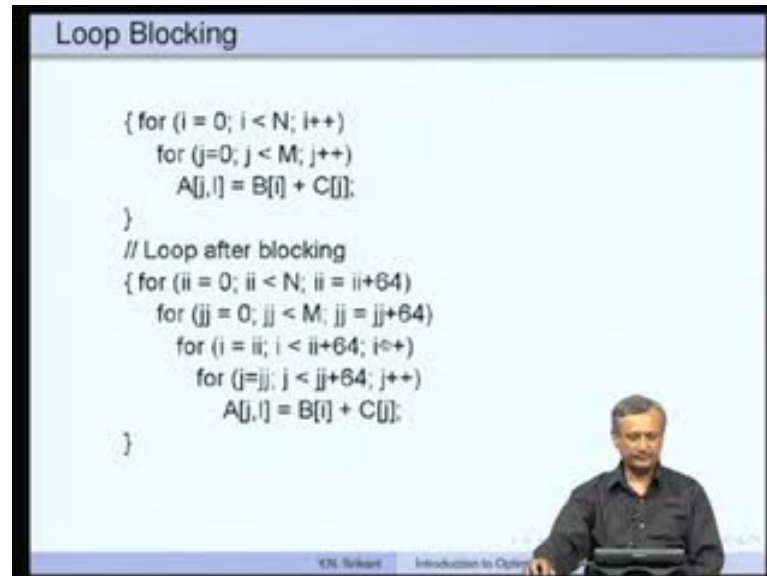 Loop Blocking
{ for (i = 0; i < N; i++)
for (j=0; j < M; j++)
A[j,I] = B[i] + C[j];
}
// Loop after blocking
{ for (ii = 0; ii < N; ii = ii+64)
for (jj = 0; jj < M; jj = jj+64)
for (i = ii; i < ii+64; i++)
for (j=jj; j < jj+64; j++)
A[j,I] = B[i] + C[j];
}
Y.N. Srikant Introduction to